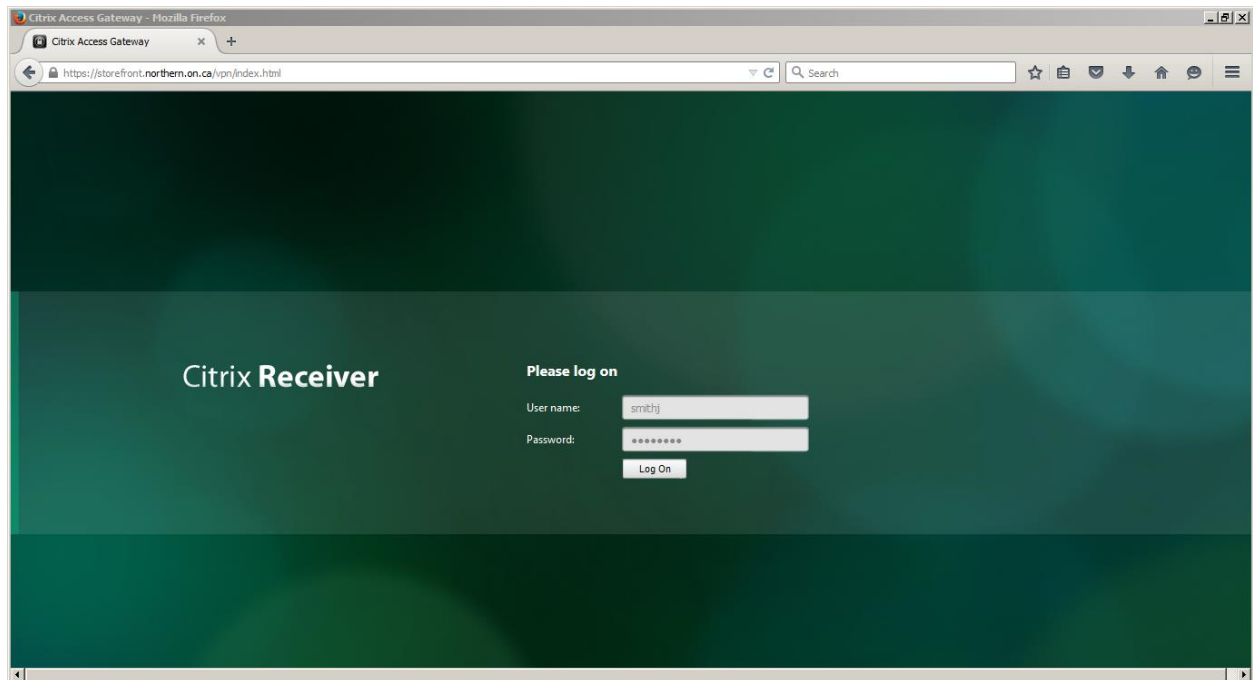 Citrix Access Gateway - Mozilla Firefox
Citrix Access Gateway
https://storefront.northern.on.ca/vpn/index.html
Search
Citrix Receiver
Please log on
User name:
smithj
Password:
••••••••
Log On